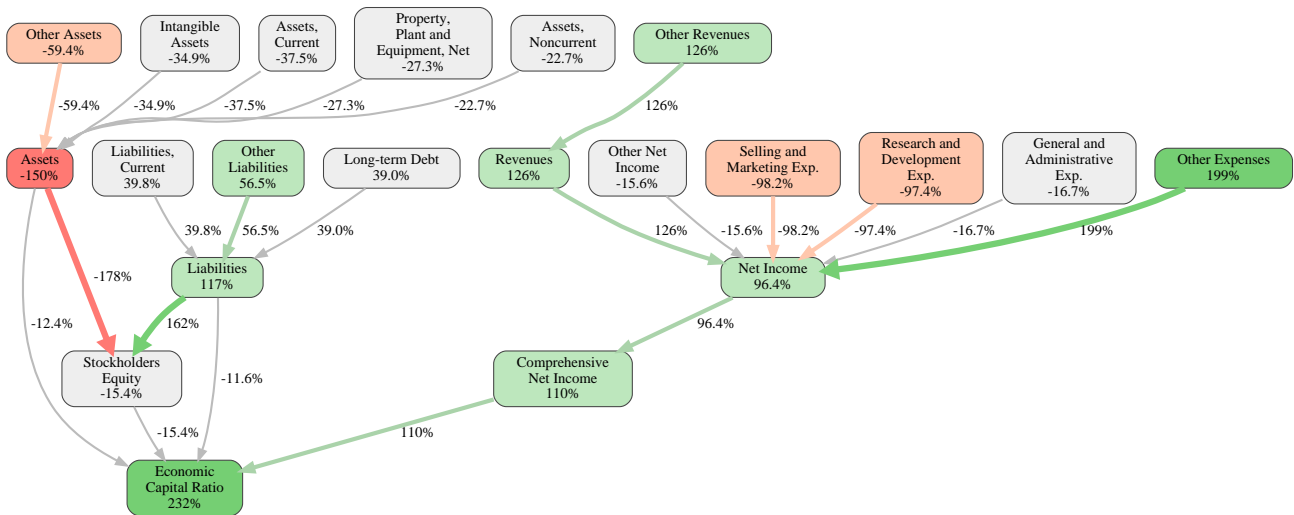 Other Assets
-59.4%
Intangible
Assets
-34.9%
Assets,
Current
-37.5%
Property,
Plant and
Equipment, Net
-27.3%
Assets,
Noncurrent
-22.7%
Other Revenues
126%
-59.4%
-34.9%
-37.5%
-27.3%
-22.7%
126%
Assets
-150%
Liabilities,
Current
39.8%
Other
Liabilities
56.5%
Long-term Debt
39.0%
Revenues
126%
Other Net
Income
-15.6%
Selling and
Marketing Exp.
-98.2%
Research and
Development
Exp.
-97.4%
General and
Administrative
Exp.
-16.7%
Other Expenses
199%
39.8%
56.5%
39.0%
126%
-15.6%
-98.2%
-97.4%
-16.7%
199%
-178%
Liabilities
117%
Net Income
96.4%
-12.4%
162%
96.4%
Stockholders
Equity
-15.4%
-11.6%
Comprehensive
Net Income
110%
-15.4%
110%
Economic
Capital Ratio
232%